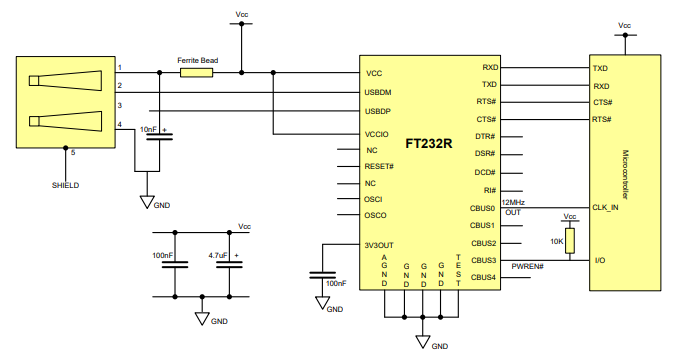 Vcc
Vcc
Ferrite Bead
1
2
3
4
5
SHIELD
10nF +
GND
VCC
USBDM
USBDP
VCCIO
NC
RESET#
NC
OSCI
OSCO
3V3OUT
FT232R
RXD
TXD
RTS#
CTS#
DTR#
DSR#
DCD#
RI#
CBUS0
CBUS1
CBUS2
CBUS3
CBUS4
AGND
GND
GND
GND
TEST
12MHz
OUT
Vcc
10K
PWREN#
TXD
RXD
CTS#
RTS#
Microcontroller
CLK_IN
I/O
Vcc
100nF
4.7uF +
GND
100nF
GND
GND